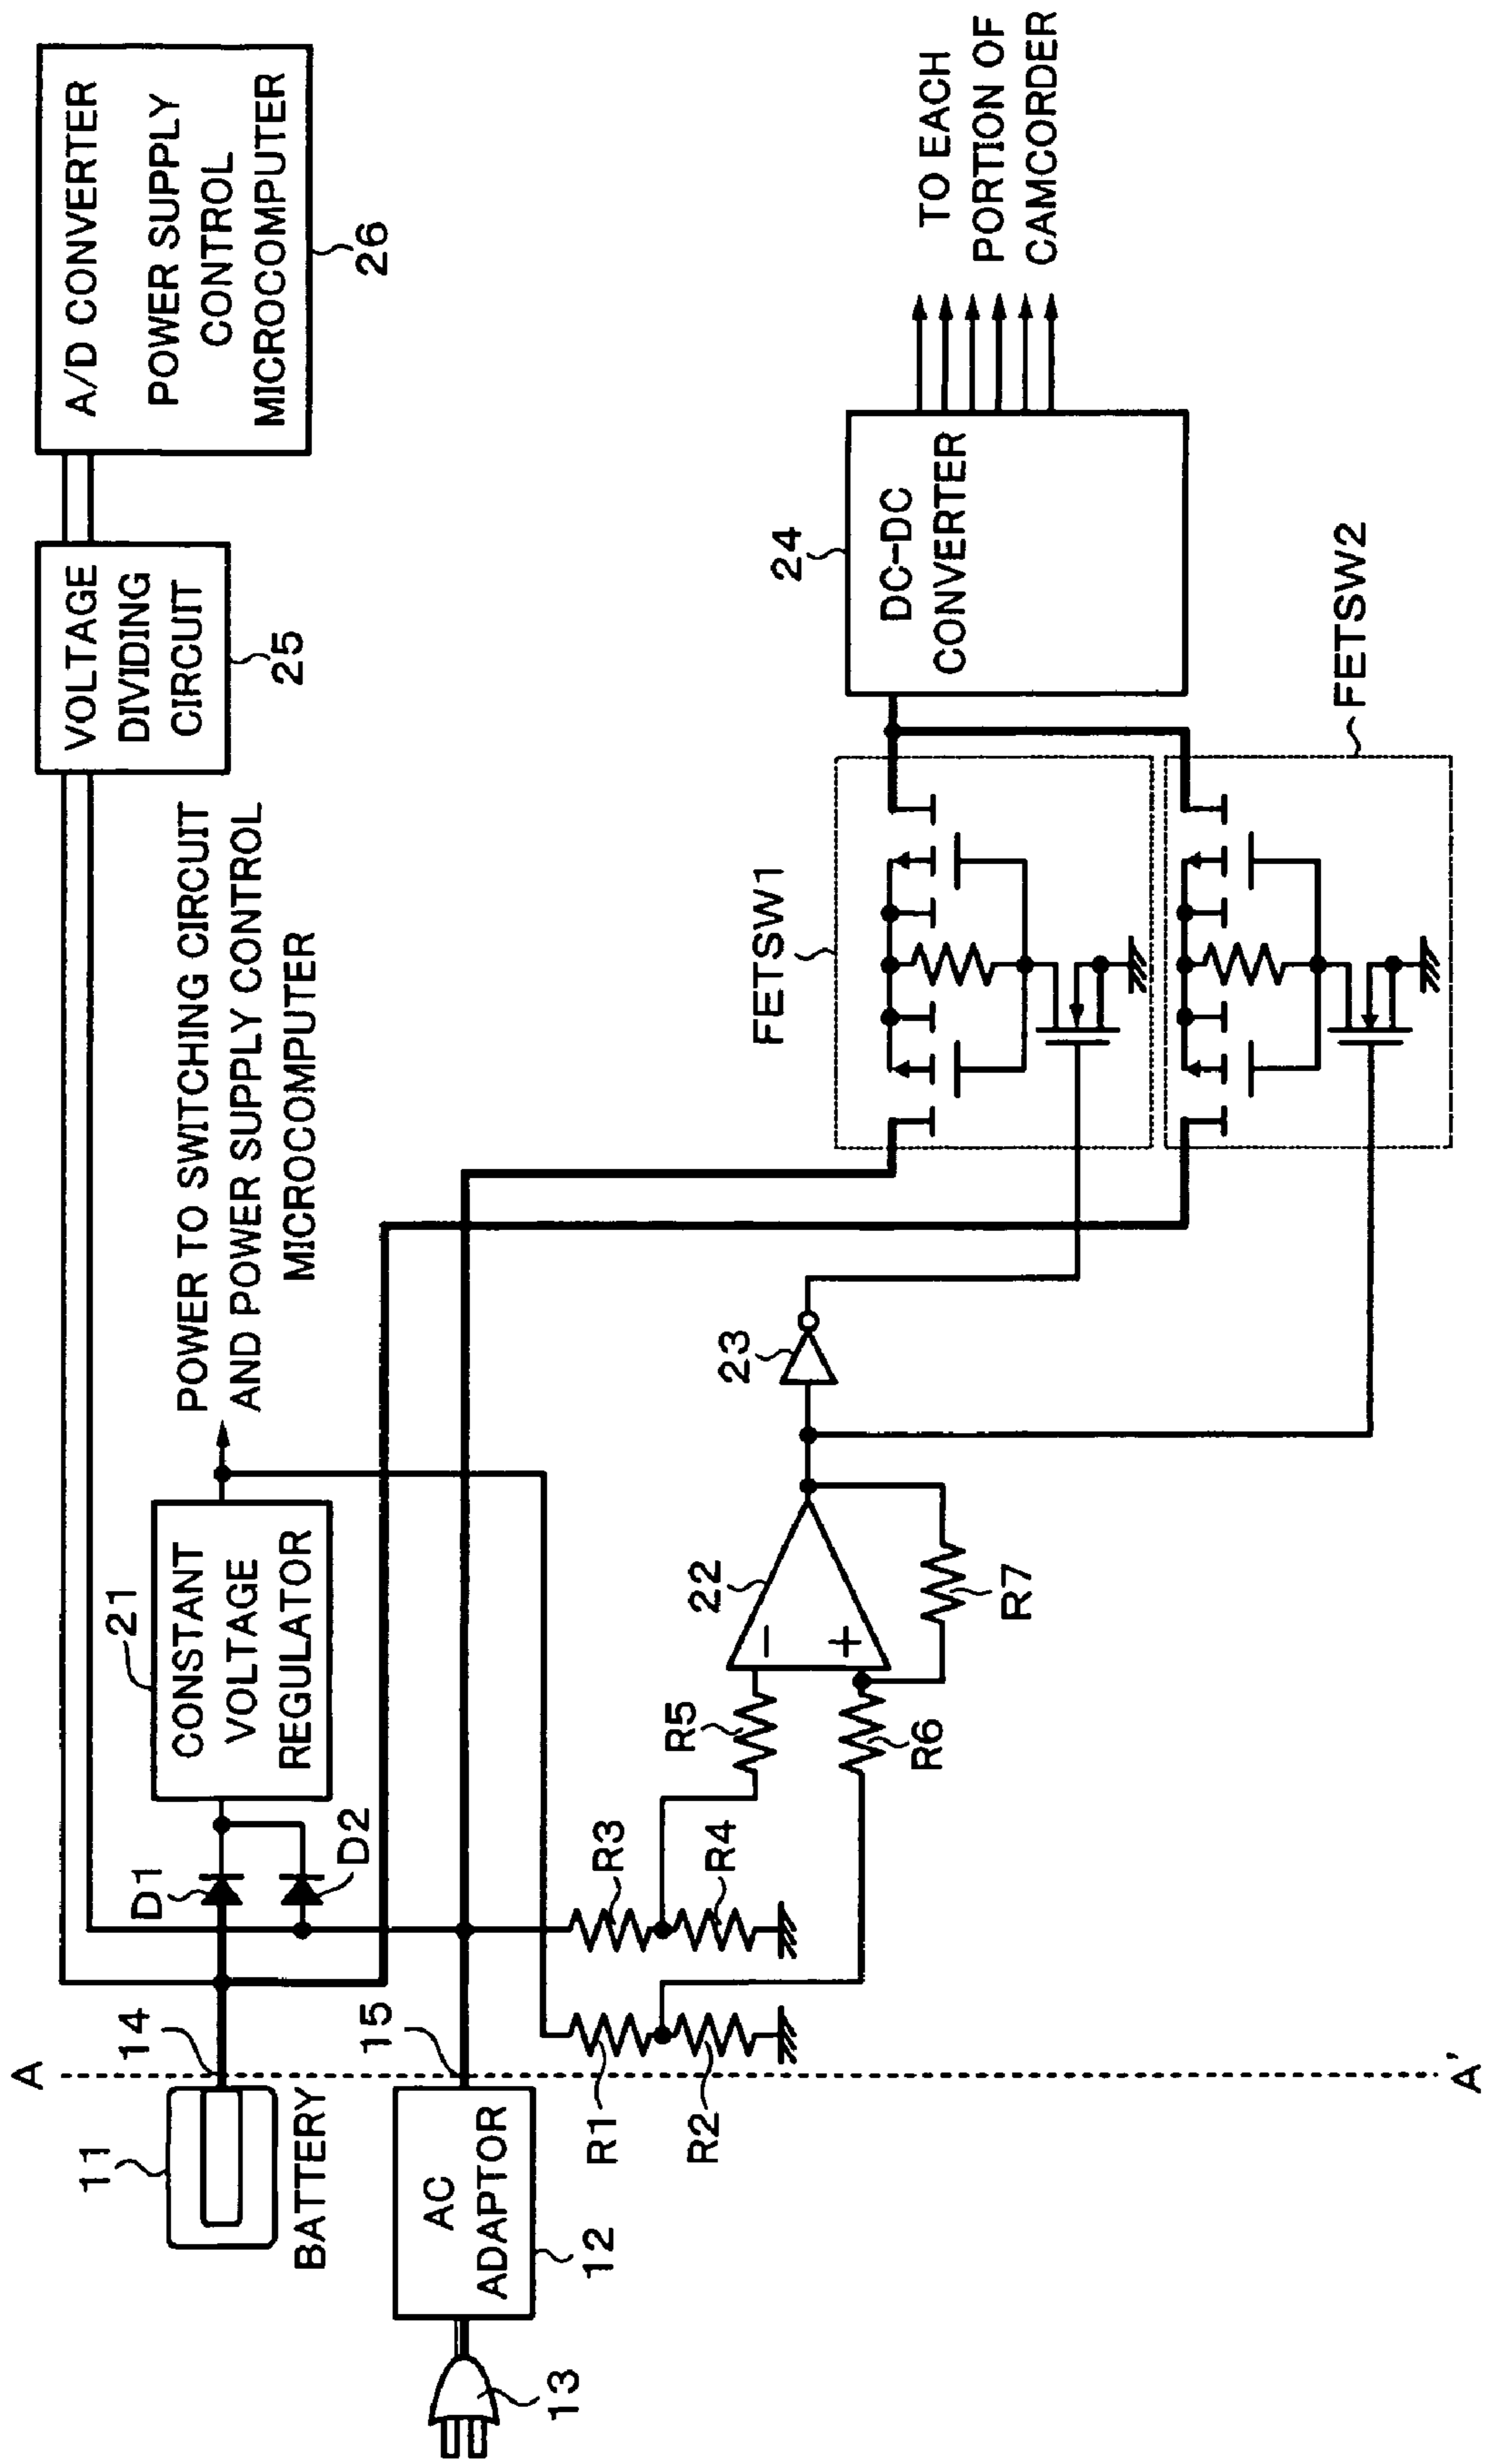 A
11
BATTERY
14
D1
D2
21
CONSTANT
VOLTAGE
REGULATOR
POWER TO SWITCHING CIRCUIT
AND POWER SUPPLY CONTROL
MICROCOMPUTER
VOLTAGE
DIVIDING
CIRCUIT
25
A/D CONVERTER
POWER SUPPLY
CONTROL
MICROCOMPUTER
26
13
AC
ADAPTOR
12
15
R1
R2
R3
R4
R5
R6
−
+
22
R7
23
FETSW1
FETSW2
24
DC-DC
CONVERTER
TO EACH
PORTION OF
CAMCORDER
A'